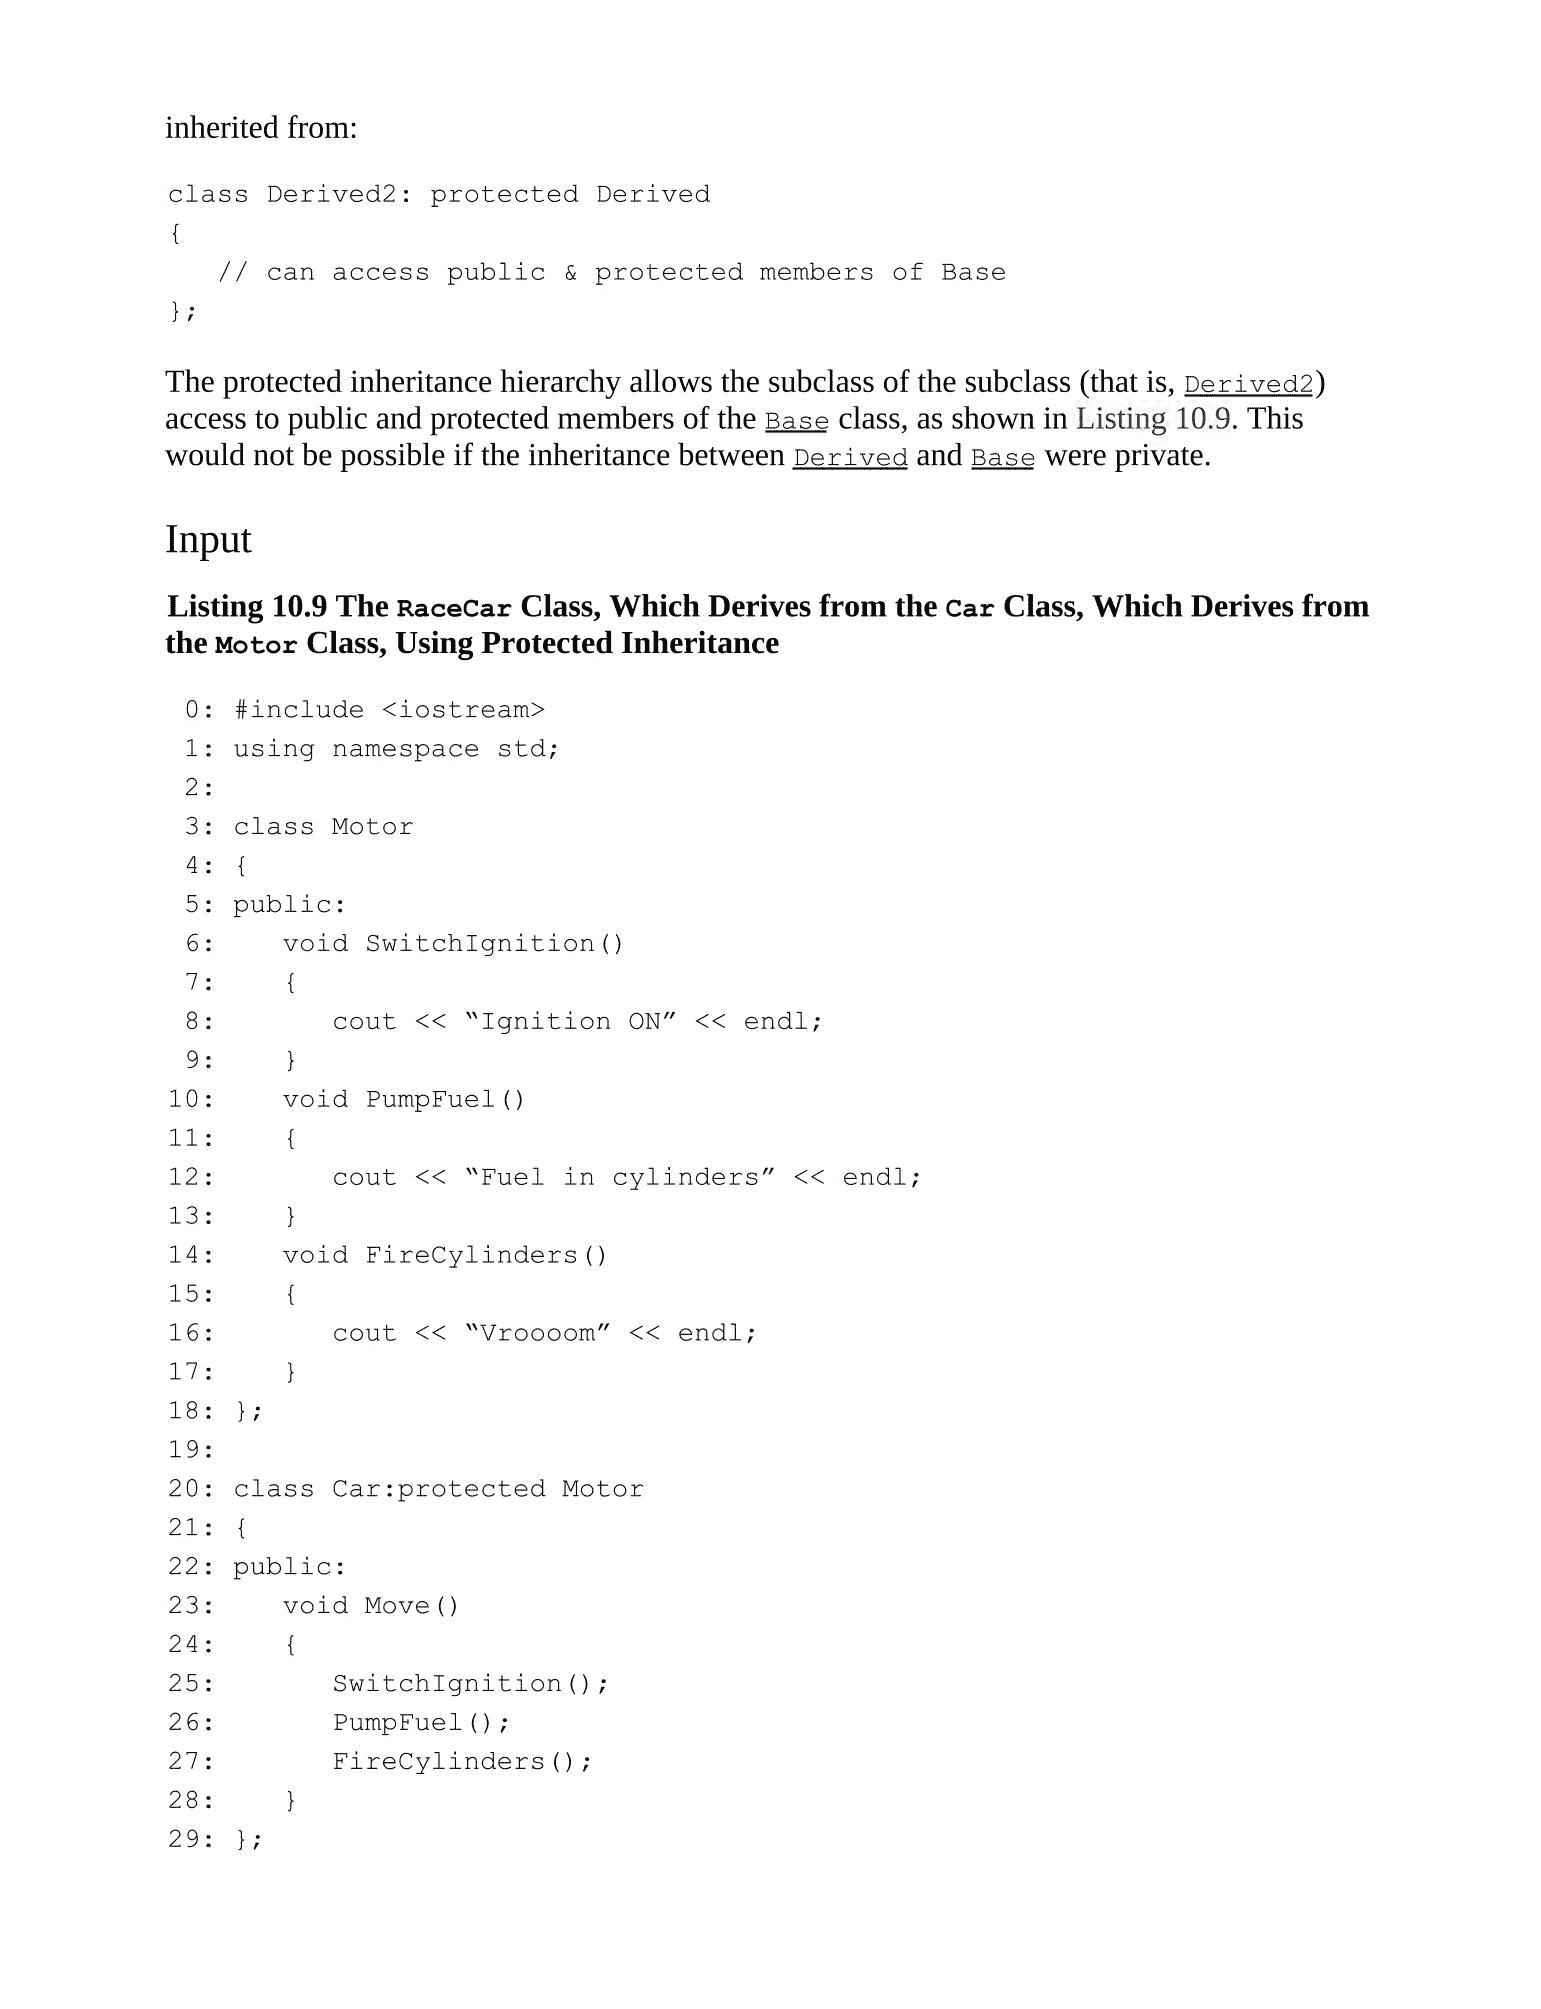 inherited from:
class Derived2: protected Derived
{
   // can access public & protected members of Base
};
The protected inheritance hierarchy allows the subclass of the subclass (that is, Derived2)
access to public and protected members of the Base class, as shown in Listing 10.9. This
would not be possible if the inheritance between Derived and Base were private.
Input
Listing 10.9 The RaceCar Class, Which Derives from the Car Class, Which Derives from
the Motor Class, Using Protected Inheritance
 0: #include <iostream>
 1: using namespace std;
 2:
 3: class Motor
 4: {
 5: public:
 6:    void SwitchIgnition()
 7:    {
 8:       cout << “Ignition ON” << endl;
 9:    }
10:    void PumpFuel()
11:    {
12:       cout << “Fuel in cylinders” << endl;
13:    }
14:    void FireCylinders()
15:    {
16:       cout << “Vroooom” << endl;
17:    }
18: };
19:
20: class Car:protected Motor
21: {
22: public:
23:    void Move()
24:    {
25:       SwitchIgnition();
26:       PumpFuel();
27:       FireCylinders();
28:    }
29: };